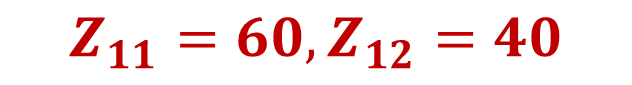 Z₁₁ = 60, Z₁₂ = 40